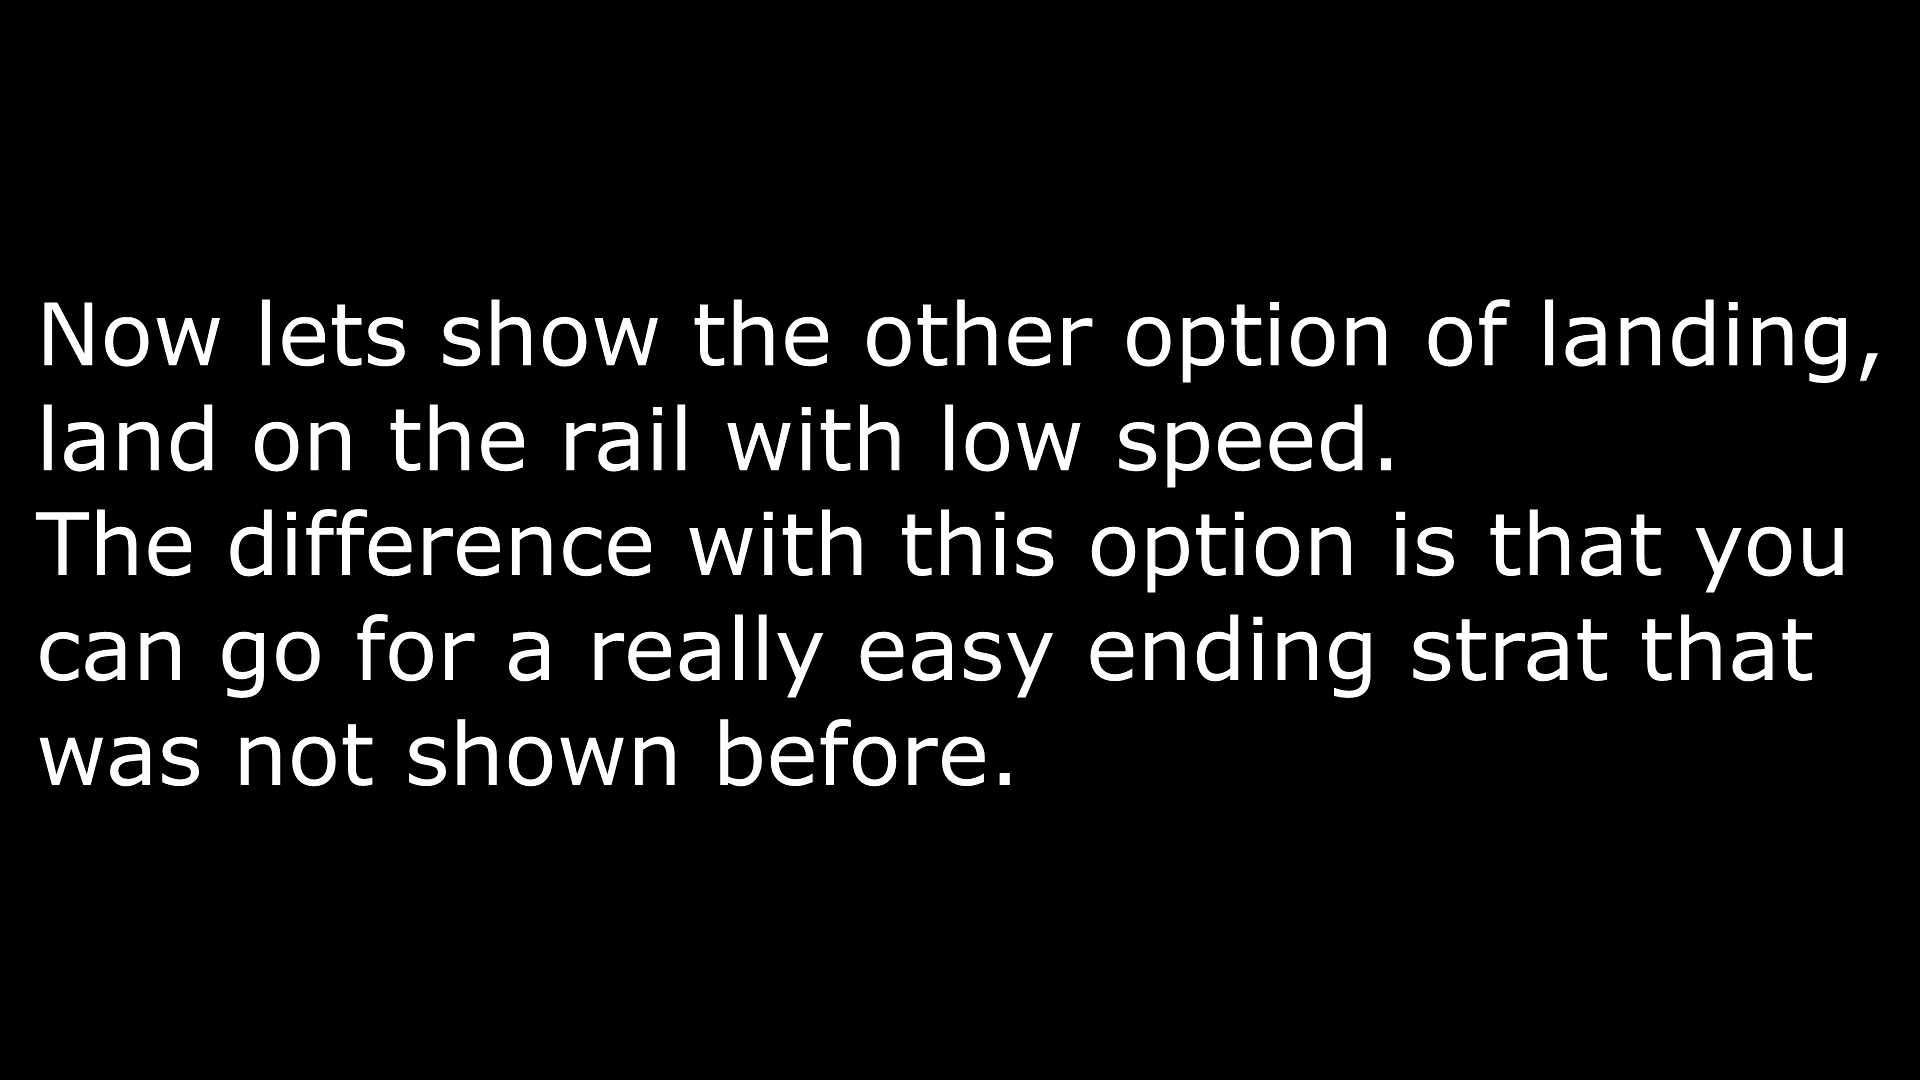 Now lets show the other option of landing,
land on the rail with low speed.
The difference with this option is that you
can go for a really easy ending strat that
was not shown before.